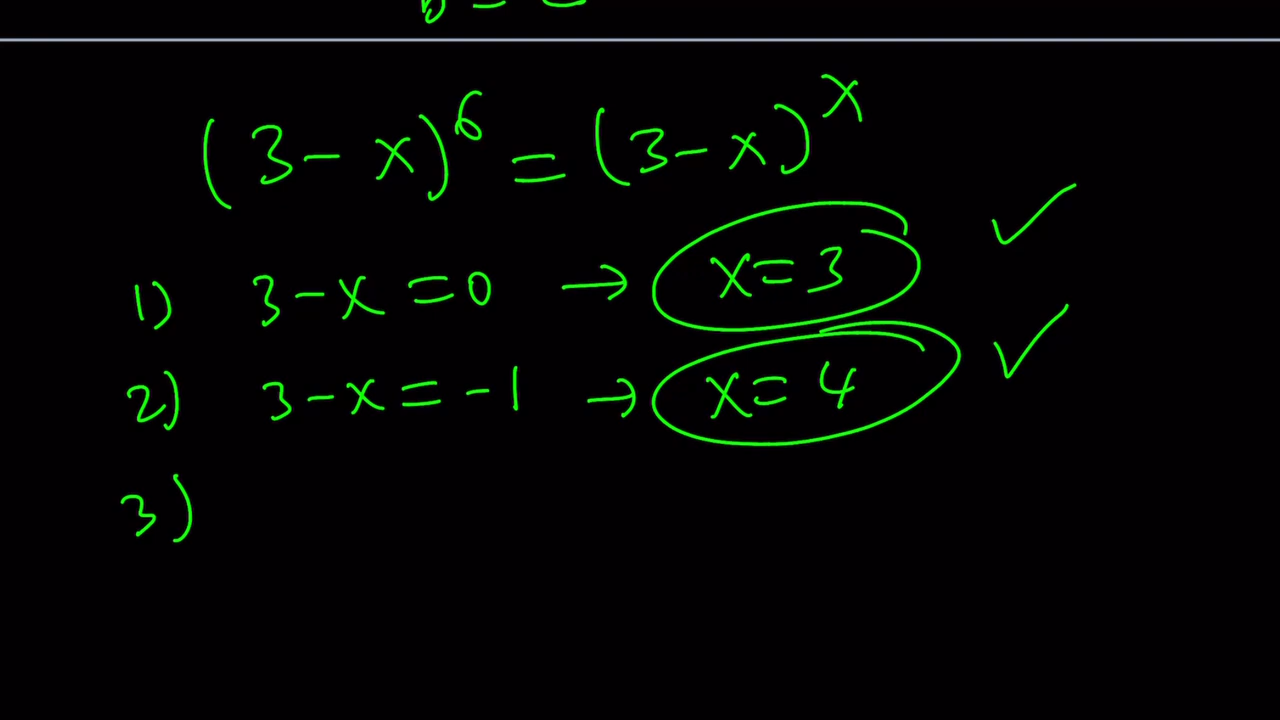 (3-x)^6 = (3-x)^x
1) 3-x=0 → x=3 ✓
2) 3-x=-1 → x=4 ✓
3)